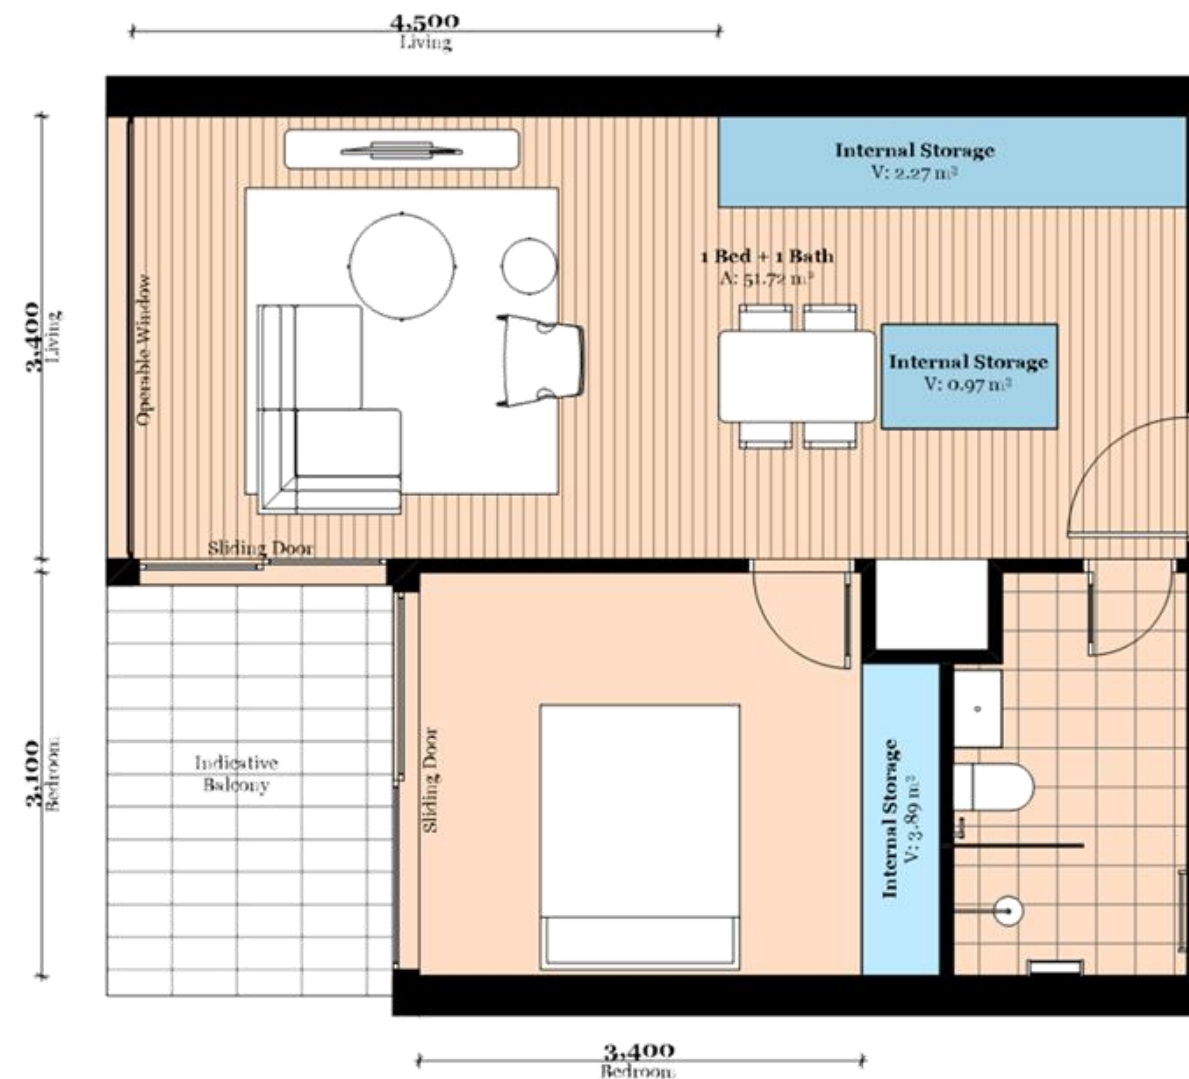 4,500
Living
Internal Storage
V: 2.27 m³
1 Bed + 1 Bath
A: 51.72 m²
3,400
Living
Operable Window
Internal Storage
V: 0.97 m³
Sliding Door
Indicative
Balcony
3,100
Bedroom
Sliding Door
Internal Storage
V: 3.89 m³
3,400
Bedroom